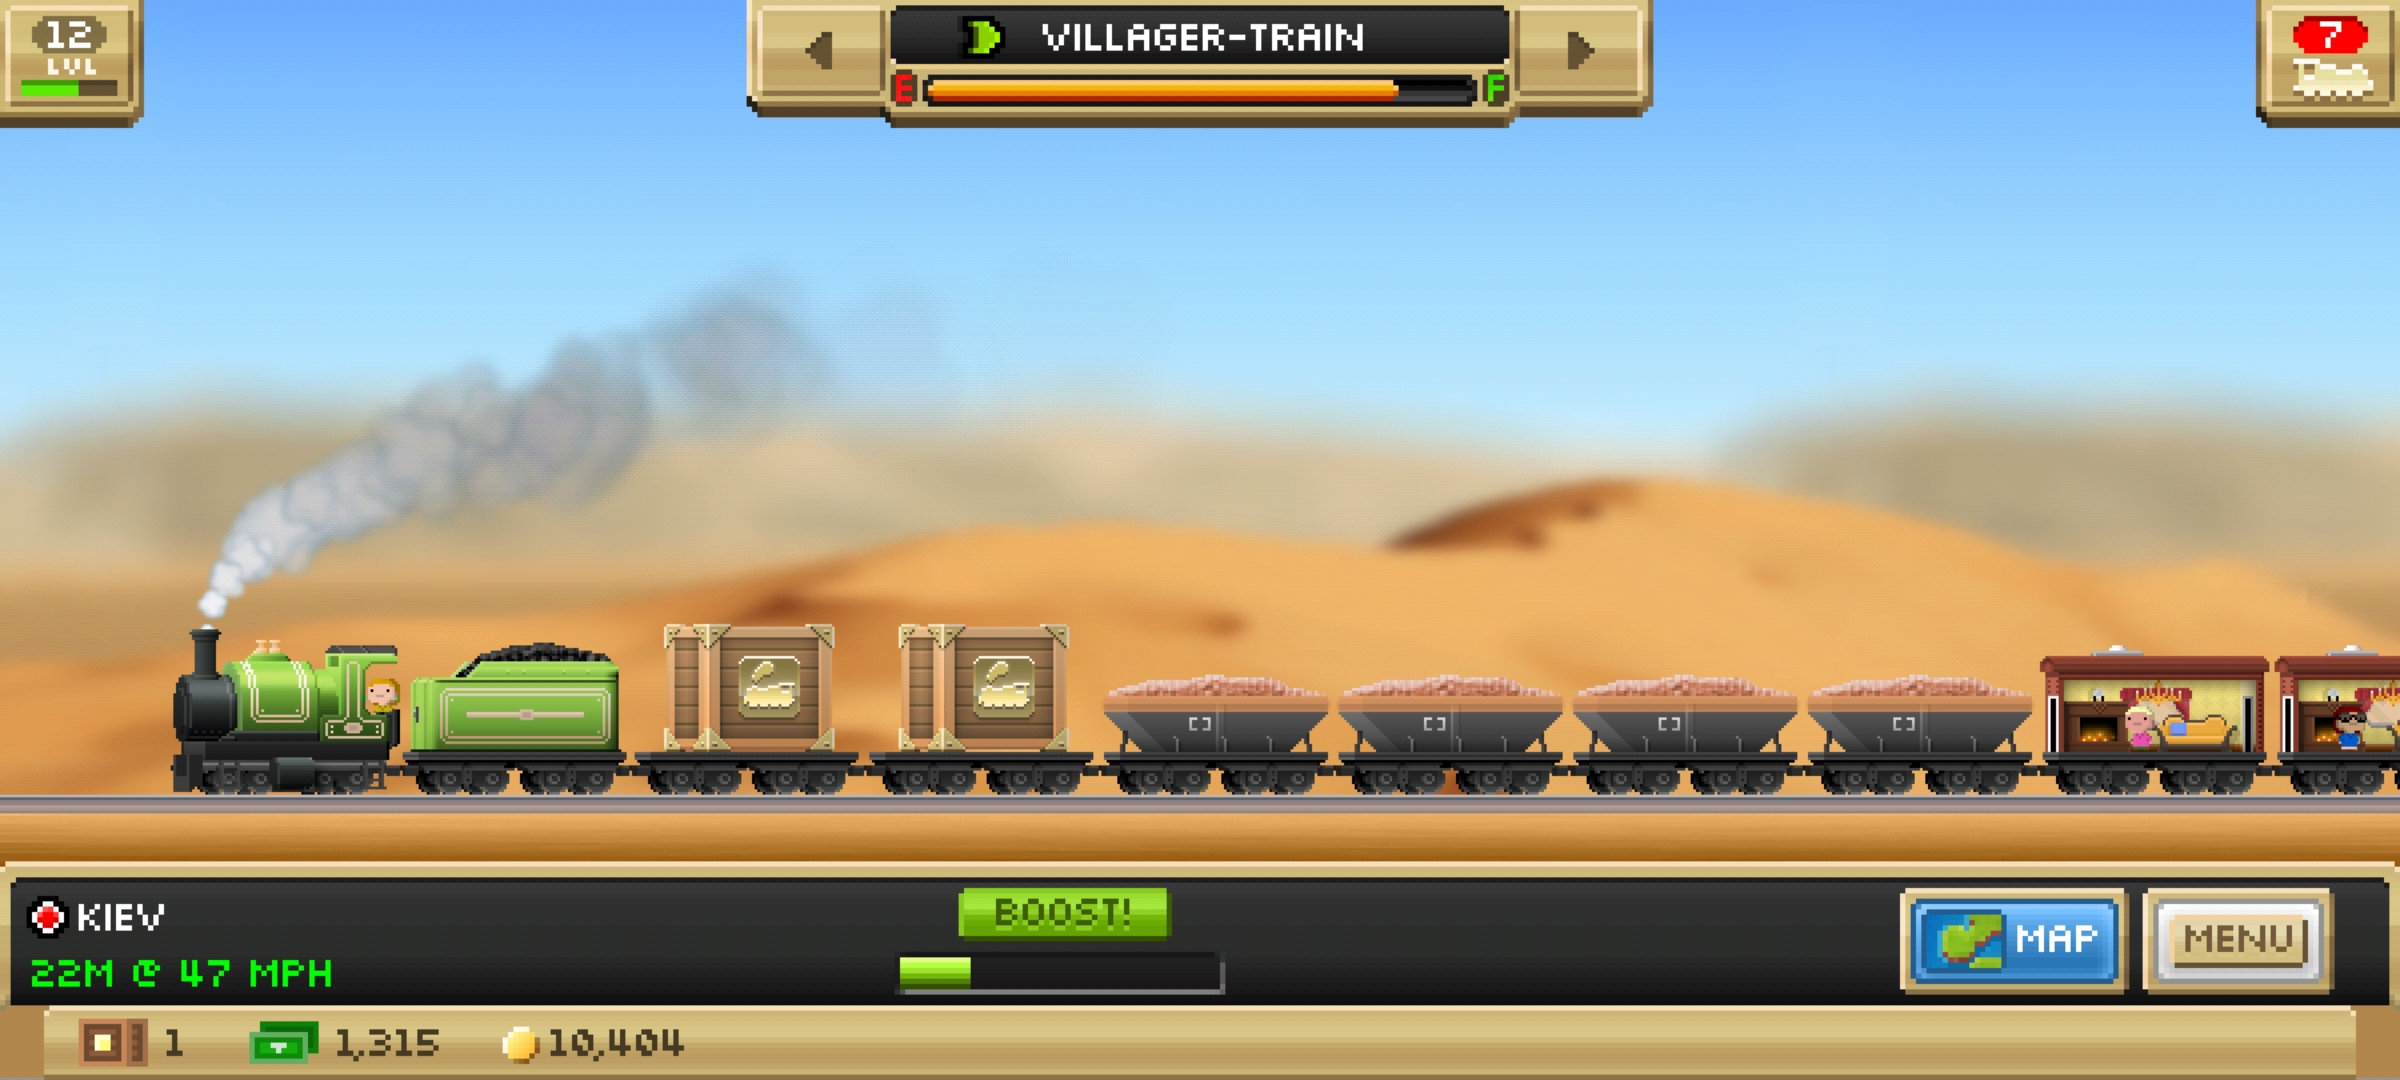 12
LVL
VILLAGER-TRAIN
E F
7
KIEV
22M @ 47 MPH
BOOST!
MAP
MENU
1 1,315 10,404